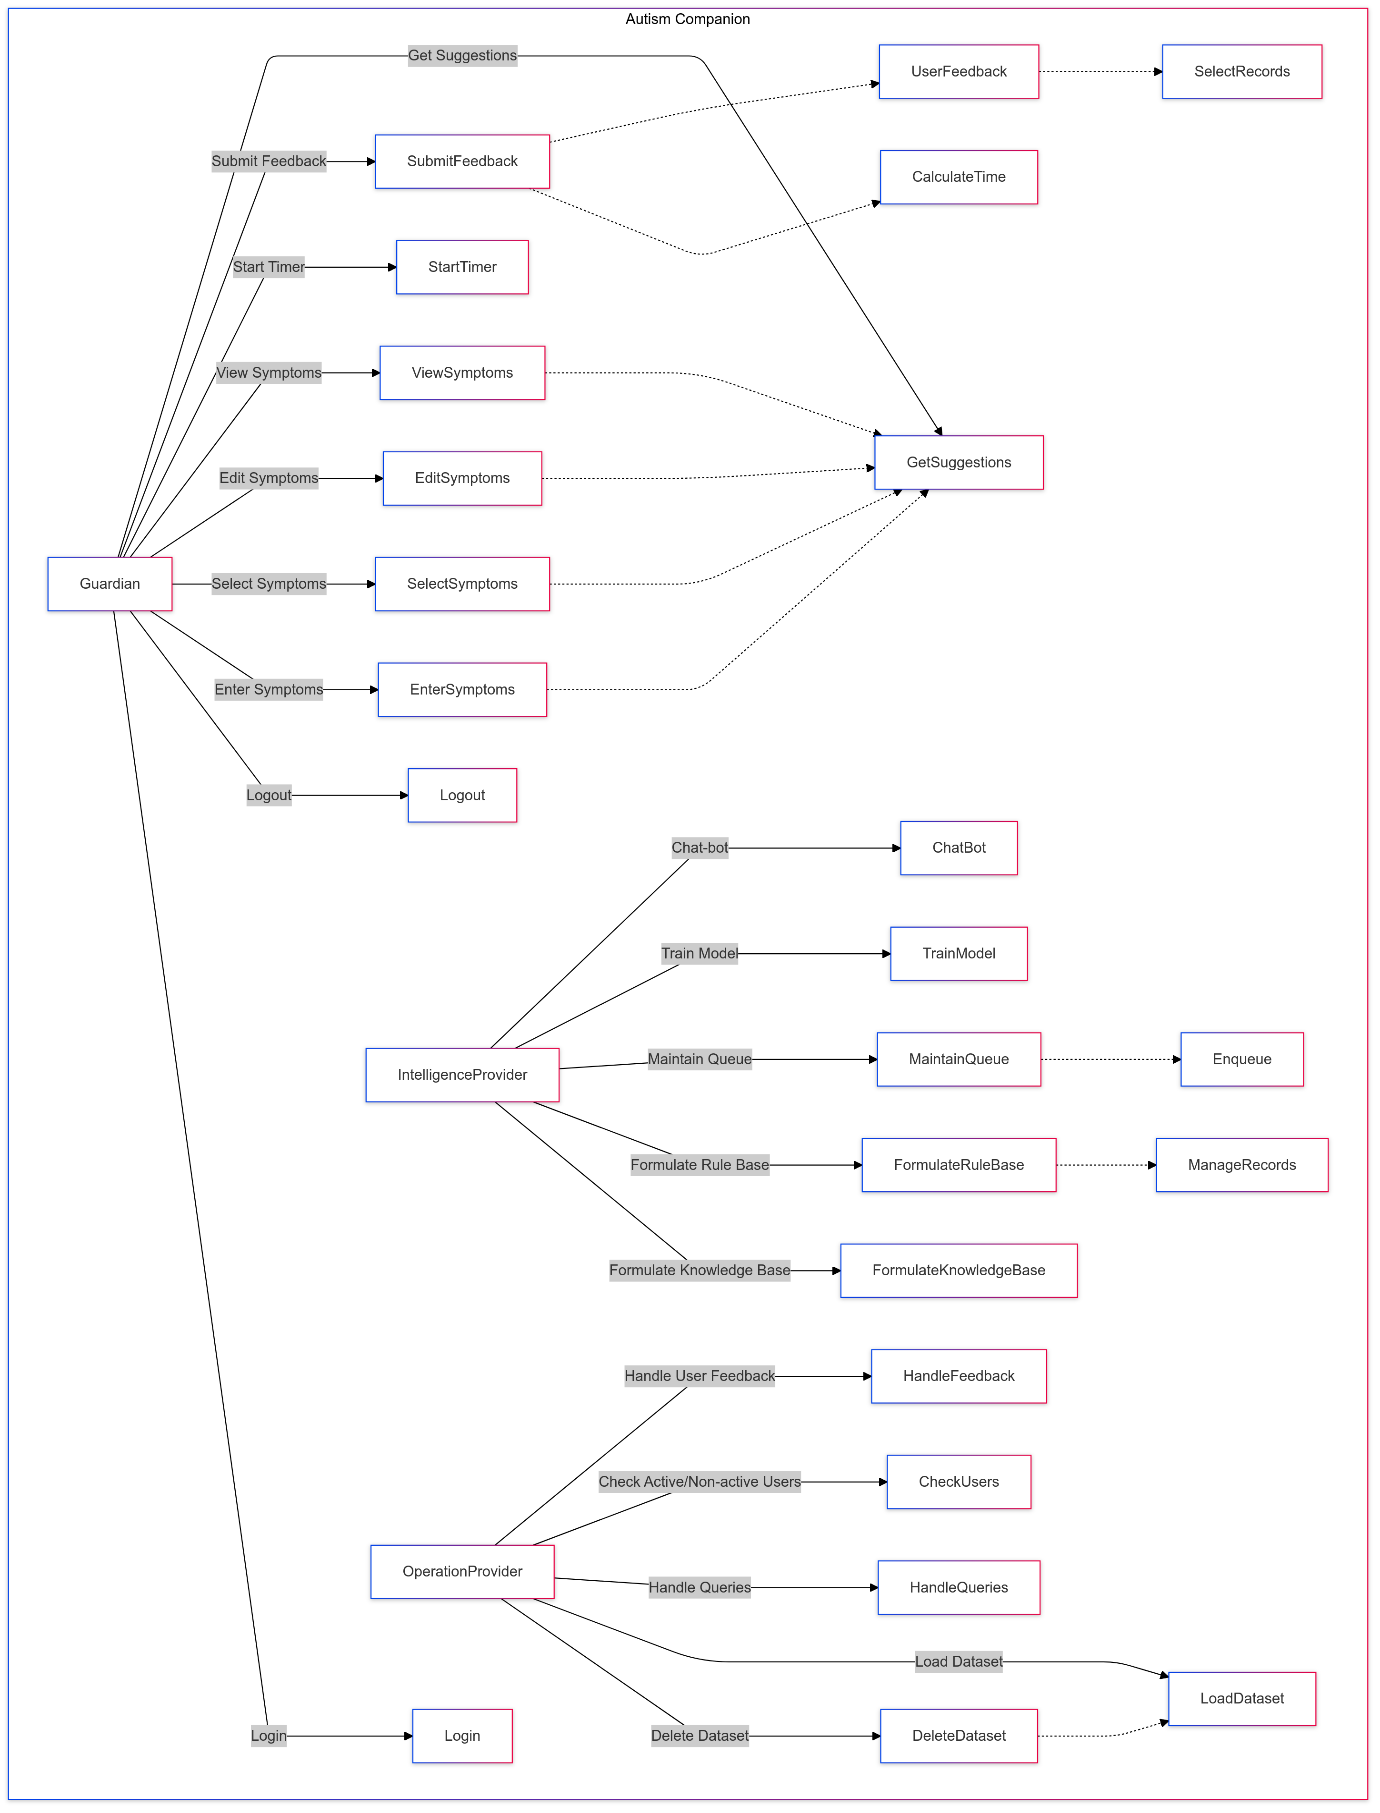 Autism Companion
Get Suggestions
UserFeedback
SelectRecords
Submit Feedback
SubmitFeedback
CalculateTime
Start Timer
StartTimer
View Symptoms
ViewSymptoms
GetSuggestions
Edit Symptoms
EditSymptoms
Guardian
Select Symptoms
SelectSymptoms
Enter Symptoms
EnterSymptoms
Logout
Logout
Chat-bot
ChatBot
Train Model
TrainModel
IntelligenceProvider
Maintain Queue
MaintainQueue
Enqueue
Formulate Rule Base
FormulateRuleBase
ManageRecords
Formulate Knowledge Base
FormulateKnowledgeBase
Handle User Feedback
HandleFeedback
Check Active/Non-active Users
CheckUsers
OperationProvider
Handle Queries
HandleQueries
Load Dataset
LoadDataset
Login
Login
Delete Dataset
DeleteDataset